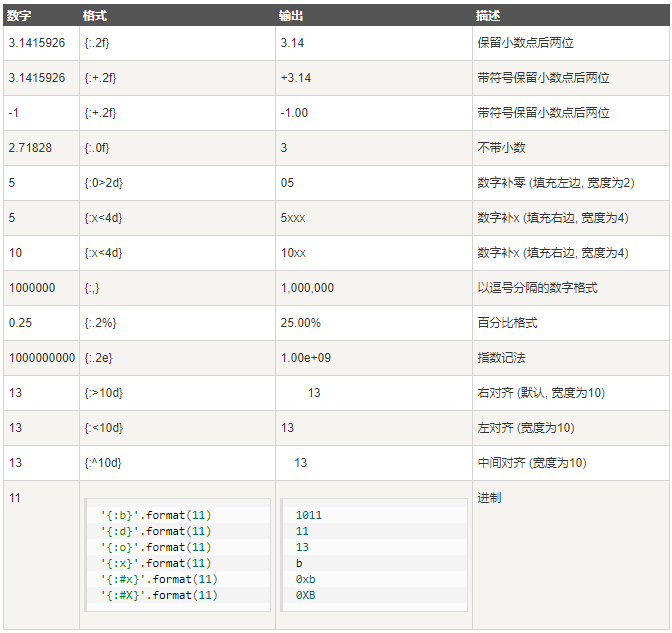 数字 格式 输出 描述
3.1415926 {:.2f} 3.14 保留小数点后两位
3.1415926 {:+.2f} +3.14 带符号保留小数点后两位
-1 {:+.2f} -1.00 带符号保留小数点后两位
2.71828 {:.0f} 3 不带小数
5 {:0>2d} 05 数字补零 (填充左边, 宽度为2)
5 {:x<4d} 5xxx 数字补x (填充右边, 宽度为4)
10 {:x<4d} 10xx 数字补x (填充右边, 宽度为4)
1000000 {:,} 1,000,000 以逗号分隔的数字格式
0.25 {:.2%} 25.00% 百分比格式
1000000000 {:.2e} 1.00e+09 指数记法
13 {:>10d} 13 右对齐 (默认, 宽度为10)
13 {:<10d} 13 左对齐 (宽度为10)
13 {:^10d} 13 中间对齐 (宽度为10)
11 进制
'{:b}'.format(11) 1011
'{:d}'.format(11) 11
'{:o}'.format(11) 13
'{:x}'.format(11) b
'{:#x}'.format(11) 0xb
'{:#X}'.format(11) 0XB